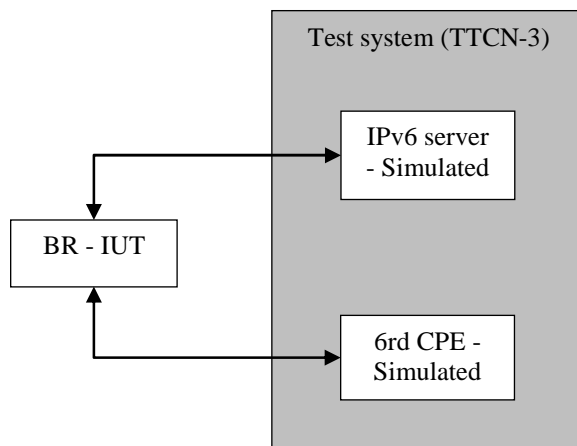 Test system (TTCN-3)
IPv6 server
- Simulated
BR - IUT
6rd CPE -
Simulated